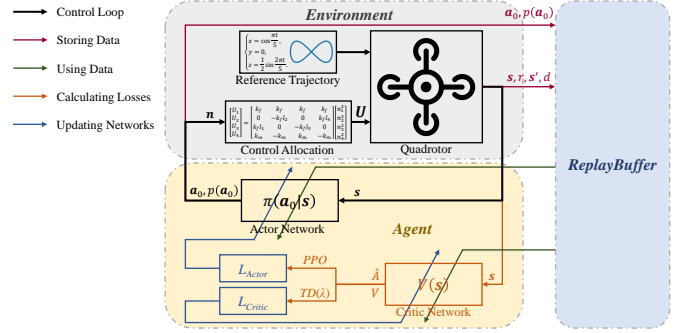 Control Loop
Storing Data
Using Data
Calculating Losses
Updating Networks
Environment
x = cos πt/5,
y = 0,
z = 1/2 sin 2πt/5.
Reference Trajectory
n
Control Allocation
U
Quadrotor
a₀, p(a₀)
s, r, s′, d
ReplayBuffer
a₀, p(a₀)
π(a₀|s)
Actor Network
s
Agent
L_Actor
PPO
L_Critic
TD(λ)
Â
V
V(s)
Critic Network
s